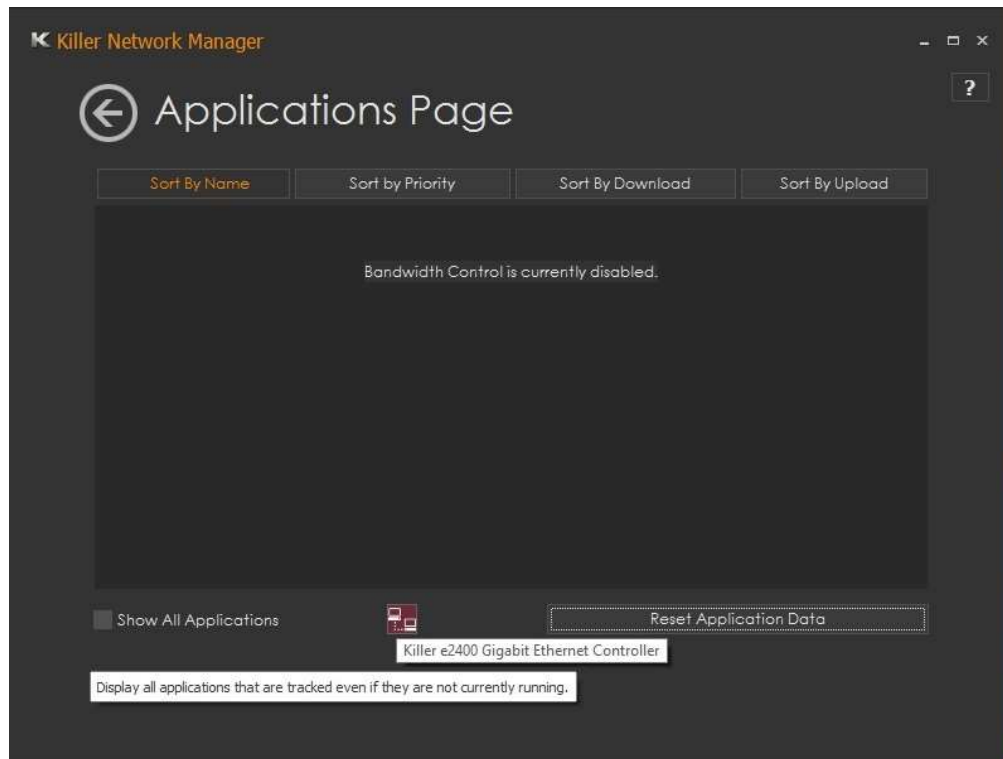 Killer Network Manager
?
Applications Page
Sort By Name
Sort by Priority
Sort By Download
Sort By Upload
Bandwidth Control is currently disabled.
Show All Applications
Reset Application Data
Killer e2400 Gigabit Ethernet Controller
Display all applications that are tracked even if they are not currently running.